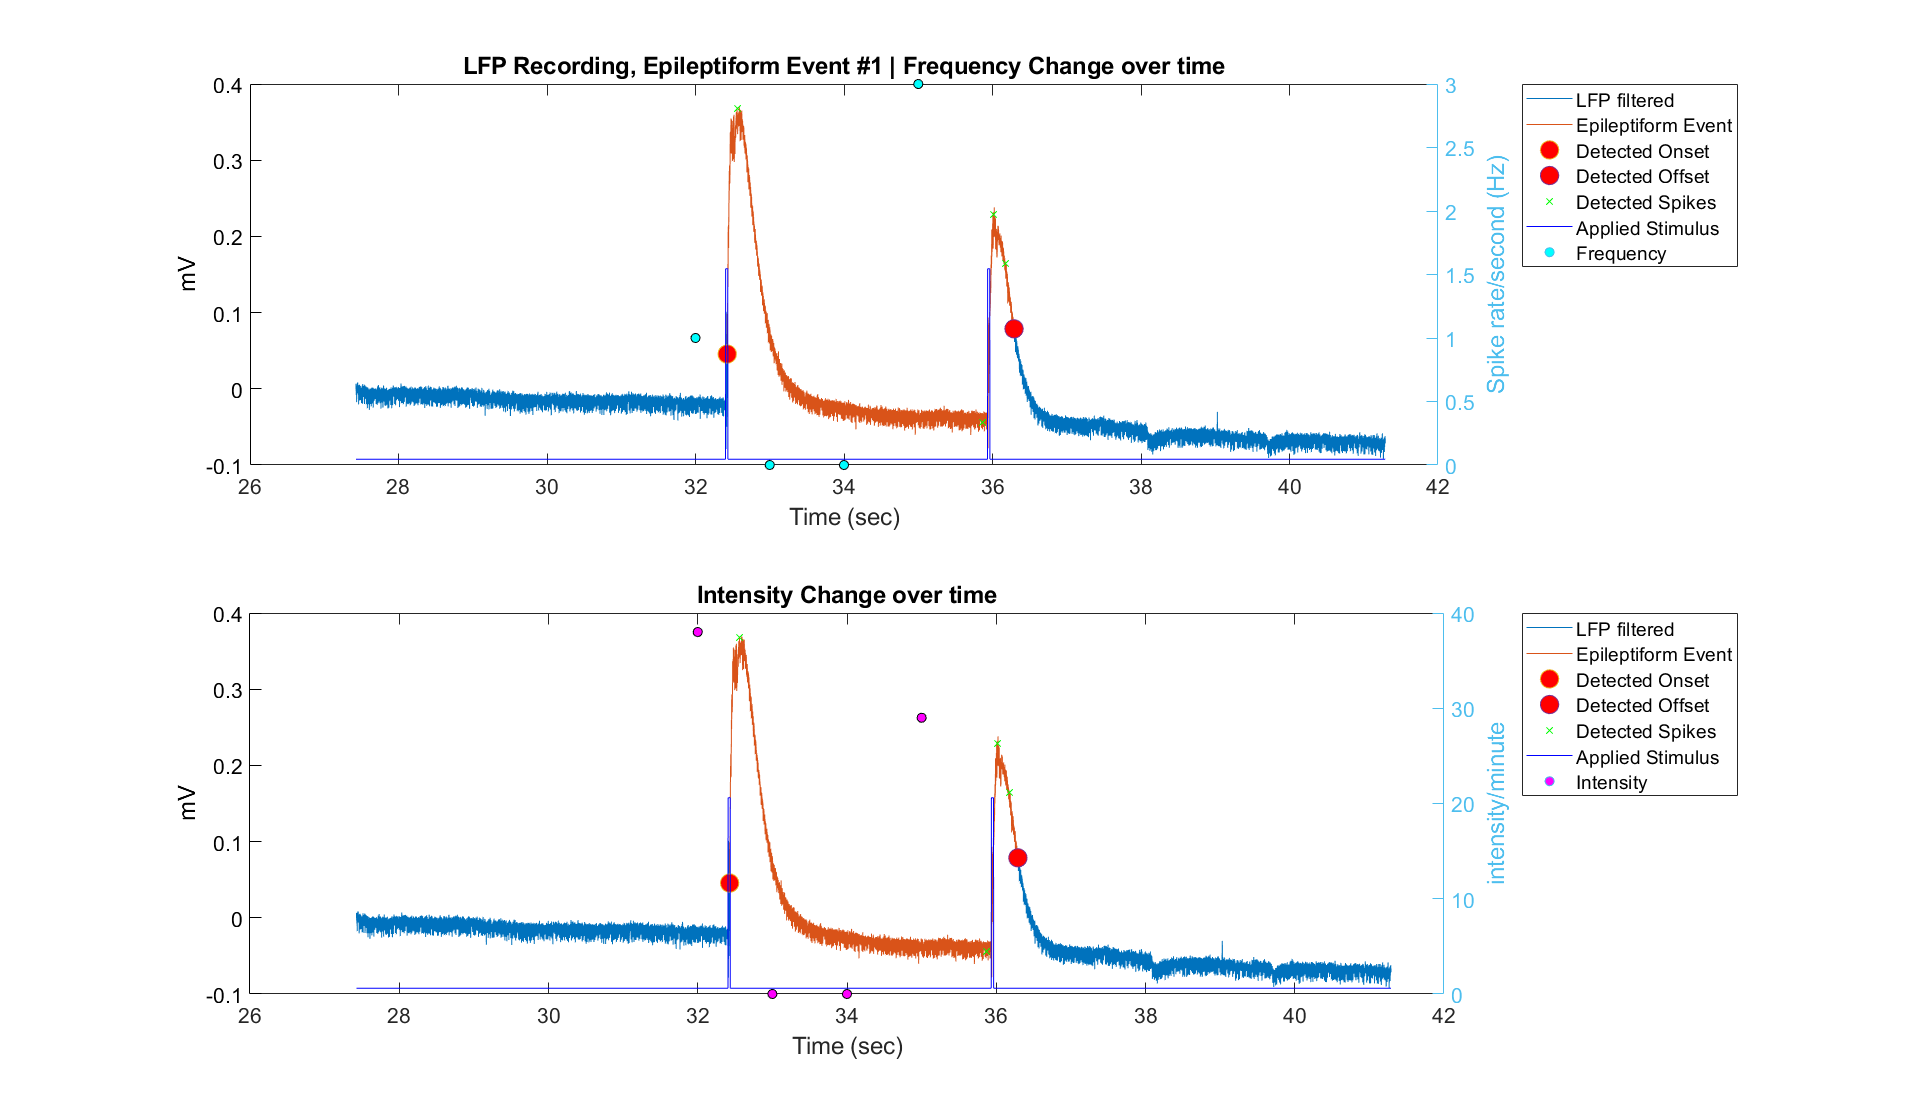 LFP Recording, Epileptiform Event #1 | Frequency Change over time
0.4
0.3
0.2
0.1
0
-0.1
mV
26
28
30
32
34
36
38
40
42
Time (sec)
3
2.5
2
1.5
1
0.5
0
Spike rate/second (Hz)
LFP filtered
Epileptiform Event
Detected Onset
Detected Offset
Detected Spikes
Applied Stimulus
Frequency
Intensity Change over time
0.4
0.3
0.2
0.1
0
-0.1
mV
26
28
30
32
34
36
38
40
42
Time (sec)
40
30
20
10
0
intensity/minute
LFP filtered
Epileptiform Event
Detected Onset
Detected Offset
Detected Spikes
Applied Stimulus
Intensity